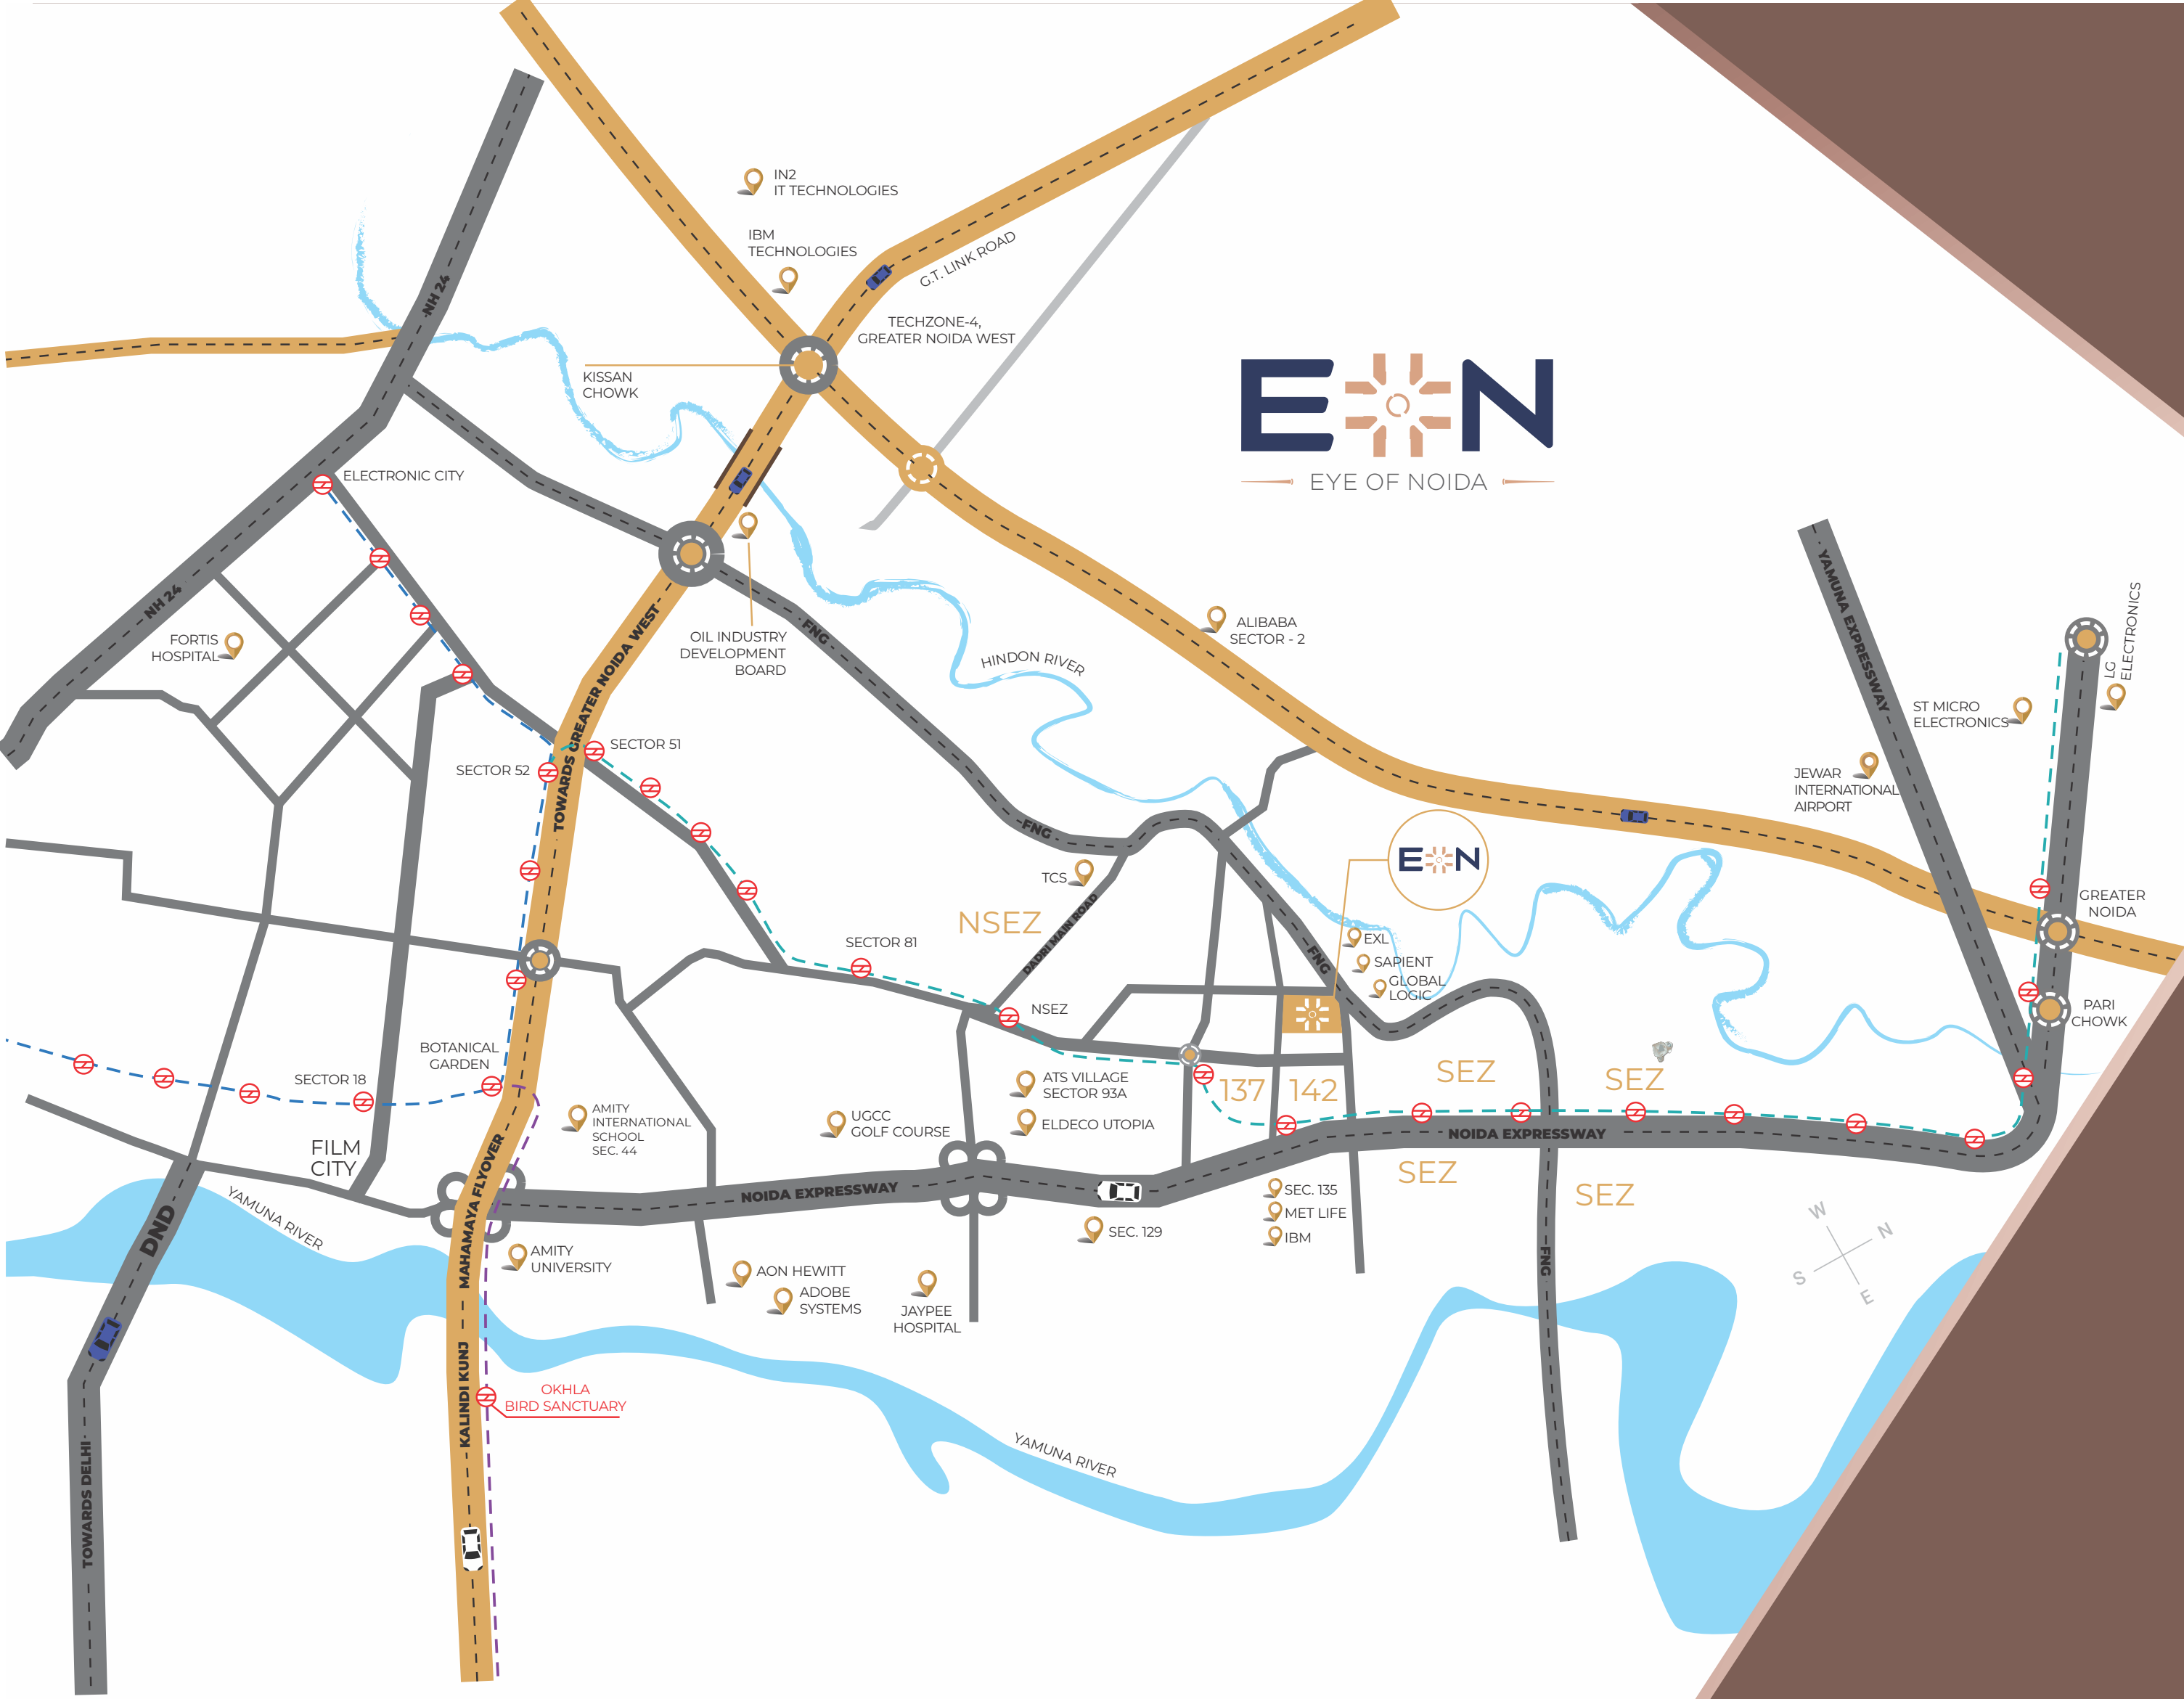 IN2
IT TECHNOLOGIES
IBM
TECHNOLOGIES
NH 24
G.T. LINK ROAD
TECHZONE-4,
GREATER NOIDA WEST
KISSAN
CHOWK
EON
EYE OF NOIDA
ELECTRONIC CITY
NH 24
FORTIS
HOSPITAL
OIL INDUSTRY
DEVELOPMENT
BOARD
TOWARDS GREATER NOIDA WEST
FNG
HINDON RIVER
ALIBABA
SECTOR - 2
YAMUNA EXPRESSWAY
LG
ELECTRONICS
ST MICRO
ELECTRONICS
JEWAR
INTERNATIONAL
AIRPORT
SECTOR 51
SECTOR 52
FNG
TCS
EON
NSEZ
DADRI MAIN ROAD
SECTOR 81
FNG
EXL
SAPIENT
GLOBAL
LOGIC
GREATER
NOIDA
PARI
CHOWK
NSEZ
BOTANICAL
GARDEN
SECTOR 18
ATS VILLAGE
SECTOR 93A
ELDECO UTOPIA
137
142
SEZ
SEZ
AMITY
INTERNATIONAL
SCHOOL
SEC. 44
UGCC
GOLF COURSE
FILM
CITY
NOIDA EXPRESSWAY
MAHAMAYA FLYOVER
NOIDA EXPRESSWAY
SEZ
SEZ
YAMUNA RIVER
DND
SEC. 135
MET LIFE
IBM
SEC. 129
AMITY
UNIVERSITY
AON HEWITT
ADOBE
SYSTEMS
JAYPEE
HOSPITAL
FNG
W
N
S
E
KALINDI KUNJ
OKHLA
BIRD SANCTUARY
YAMUNA RIVER
TOWARDS DELHI